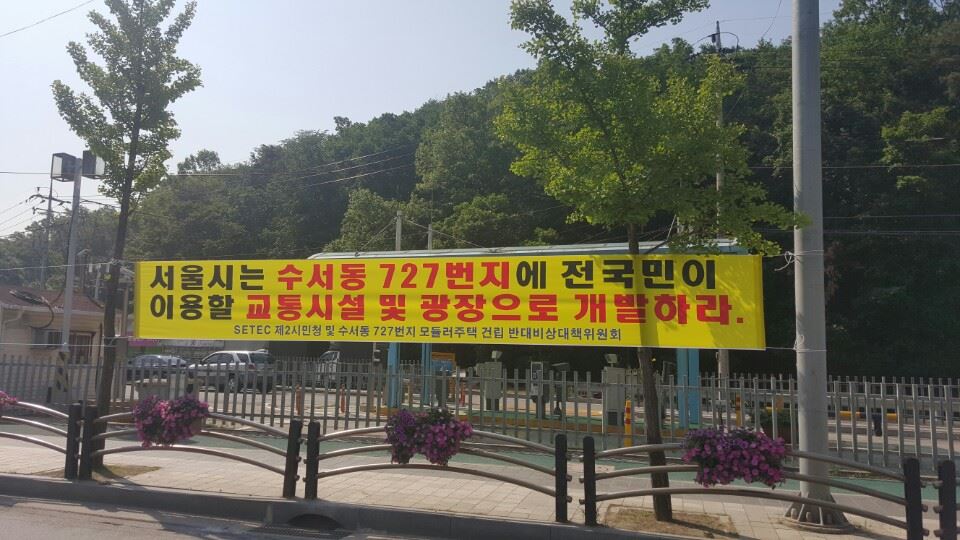 서울시는 수서동 727번지에 전국민이
이용할 교통시설 및 광장으로 개발하라.
SETEC 제2시민청 및 수서동 727번지 모듈러주택 건립 반대비상대책위원회